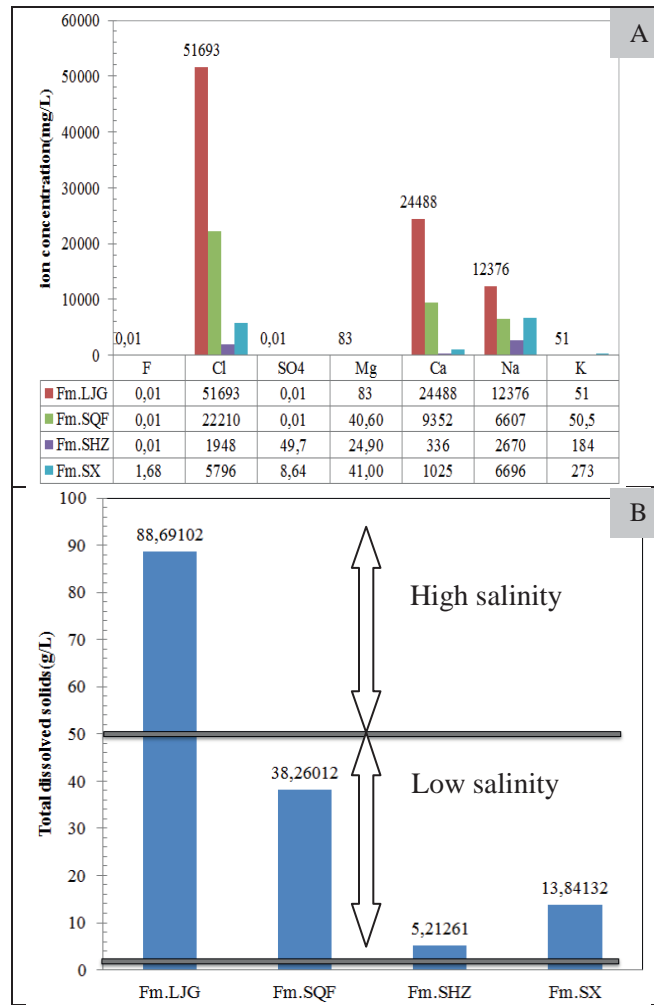 A
60000
51693
50000
40000
30000
24488
20000
12376
10000
0,01
0,01
83
51
0
ion concentration(mg/L)
F Cl SO4 Mg Ca Na K
Fm.LJG 0,01 51693 0,01 83 24488 12376 51
Fm.SQF 0,01 22210 0,01 40,60 9352 6607 50,5
Fm.SHZ 0,01 1948 49,7 24,90 336 2670 184
Fm.SX 1,68 5796 8,64 41,00 1025 6696 273
B
100
88,69102
90
80
High salinity
70
60
50
Total dissolved solids(g/L)
38,26012
40
Low salinity
30
20
13,84132
10
5,21261
0
Fm.LJG Fm.SQF Fm.SHZ Fm.SX